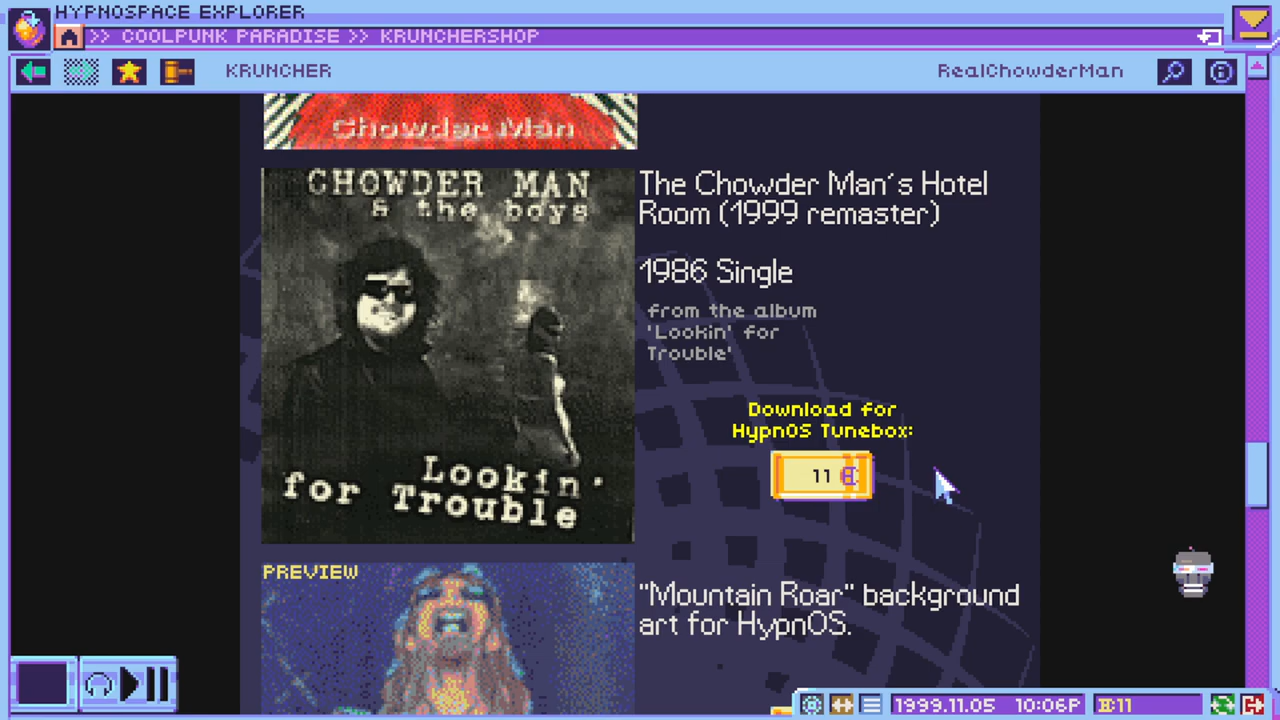 HYPNOSPACE EXPLORER
>> COOLPUNK PARADISE >> KRUNCHERSHOP
KRUNCHER
RealChowderMan
Chowder Man
CHOWDER MAN
& the boys
Lookin'
for Trouble
The Chowder Man's Hotel
Room (1999 remaster)
1986 Single
from the album
'Lookin' for
Trouble'
Download for
HypnOS Tunebox:
11
PREVIEW
"Mountain Roar" background
art for HypnOS.
1999.11.05 10:06P
:11